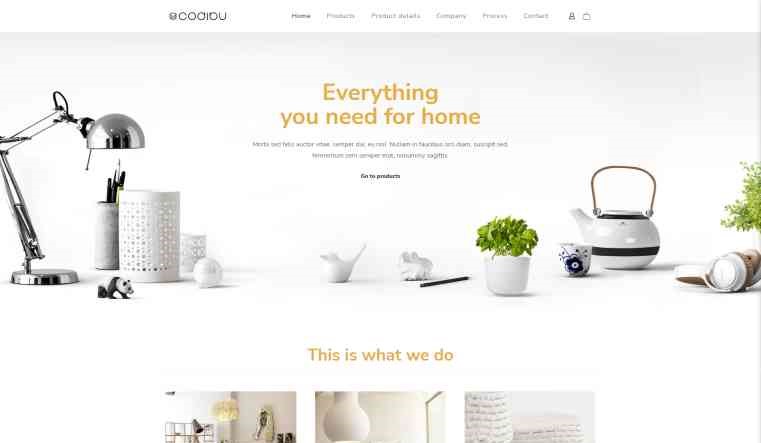 codibu
Home Products Product details Company Process Contact
Everything
you need for home
Morbi sed felis auctor vitae, semper dui, eu nisl. Nullam in faucibus orci diam, suscipit sed,
fermentum sem semper erat, nonummy sagittis.
Go to products
This is what we do